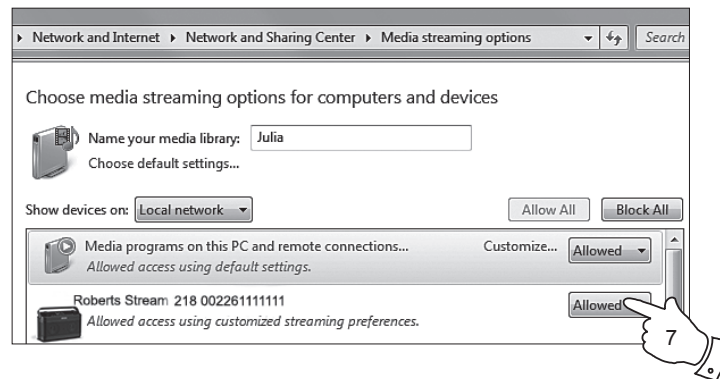 Network and Internet ▸ Network and Sharing Center ▸ Media streaming options Search
Choose media streaming options for computers and devices
Name your media library: Julia
Choose default settings...
Show devices on: Local network Allow All Block All
Media programs on this PC and remote connections... Customize... Allowed
Allowed access using default settings.
Roberts Stream 218 002261111111 Allowed
Allowed access using customized streaming preferences.
7